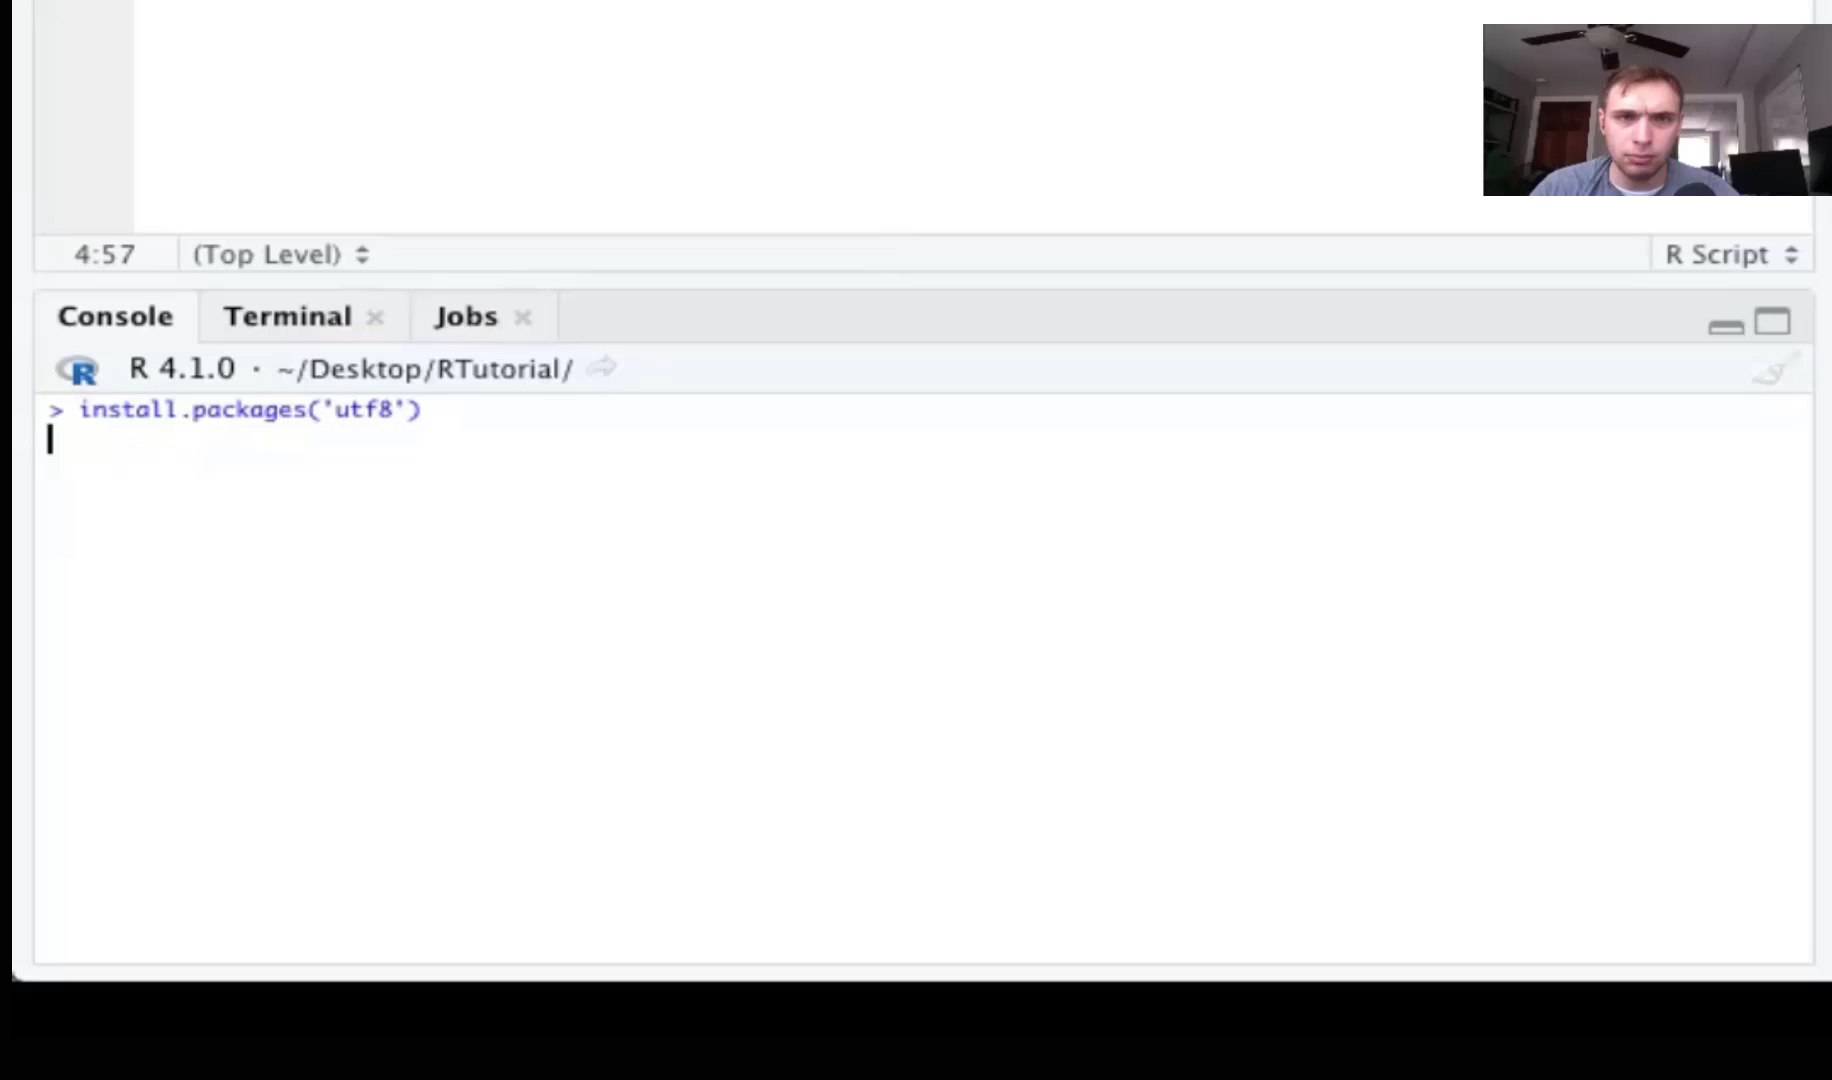 4:57 (Top Level) R Script
Console Terminal Jobs
R 4.1.0 · ~/Desktop/RTutorial/
> install.packages('utf8')